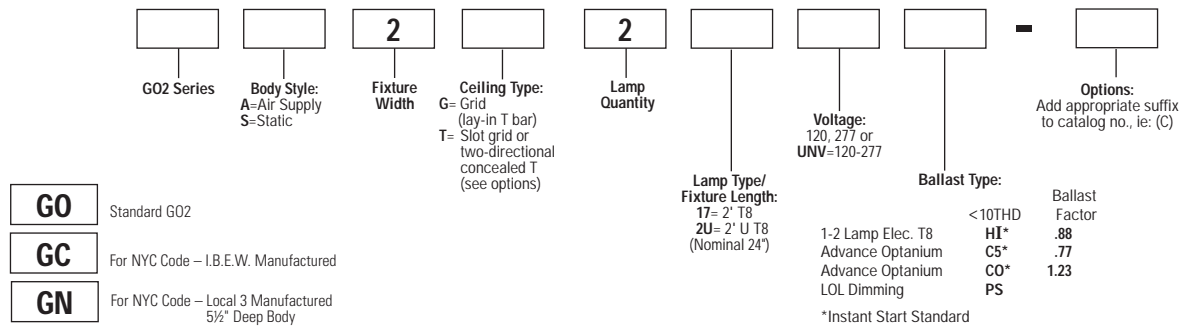 2
2
-
GO2 Series
Body Style:
A=Air Supply
S=Static
Fixture
Width
Ceiling Type:
G= Grid
(lay-in T bar)
T= Slot grid or
two-directional
concealed T
(see options)
Lamp
Quantity
Lamp Type/
Fixture Length:
17= 2' T8
2U= 2' U T8
(Nominal 24")
Voltage:
120, 277 or
UNV=120-277
Options:
Add appropriate suffix
to catalog no., ie: (C)
Ballast Type:
Ballast
<10THD Factor
1-2 Lamp Elec. T8 HI* .88
Advance Optanium C5* .77
Advance Optanium CO* 1.23
LOL Dimming PS
*Instant Start Standard
GO Standard GO2
GC For NYC Code – I.B.E.W. Manufactured
GN For NYC Code – Local 3 Manufactured
5½" Deep Body